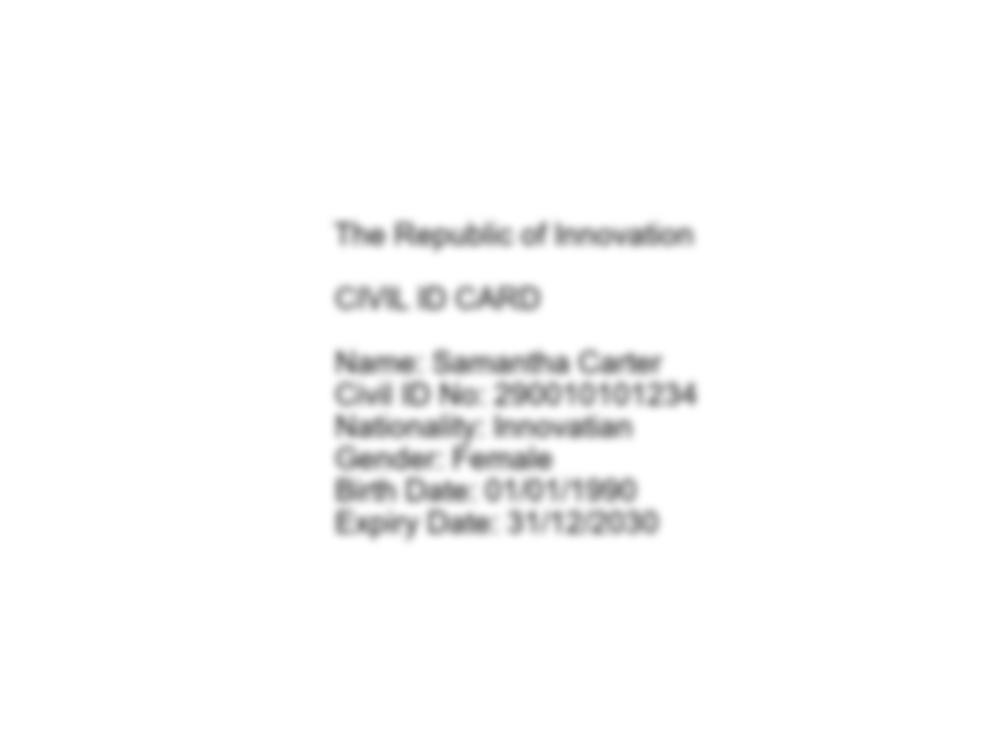 The Republic of Innovation
CIVIL ID CARD
Name: Samantha Carter
Civil ID No: 290010101234
Nationality: Innovatian
Gender: Female
Birth Date: 01/01/1990
Expiry Date: 31/12/2030